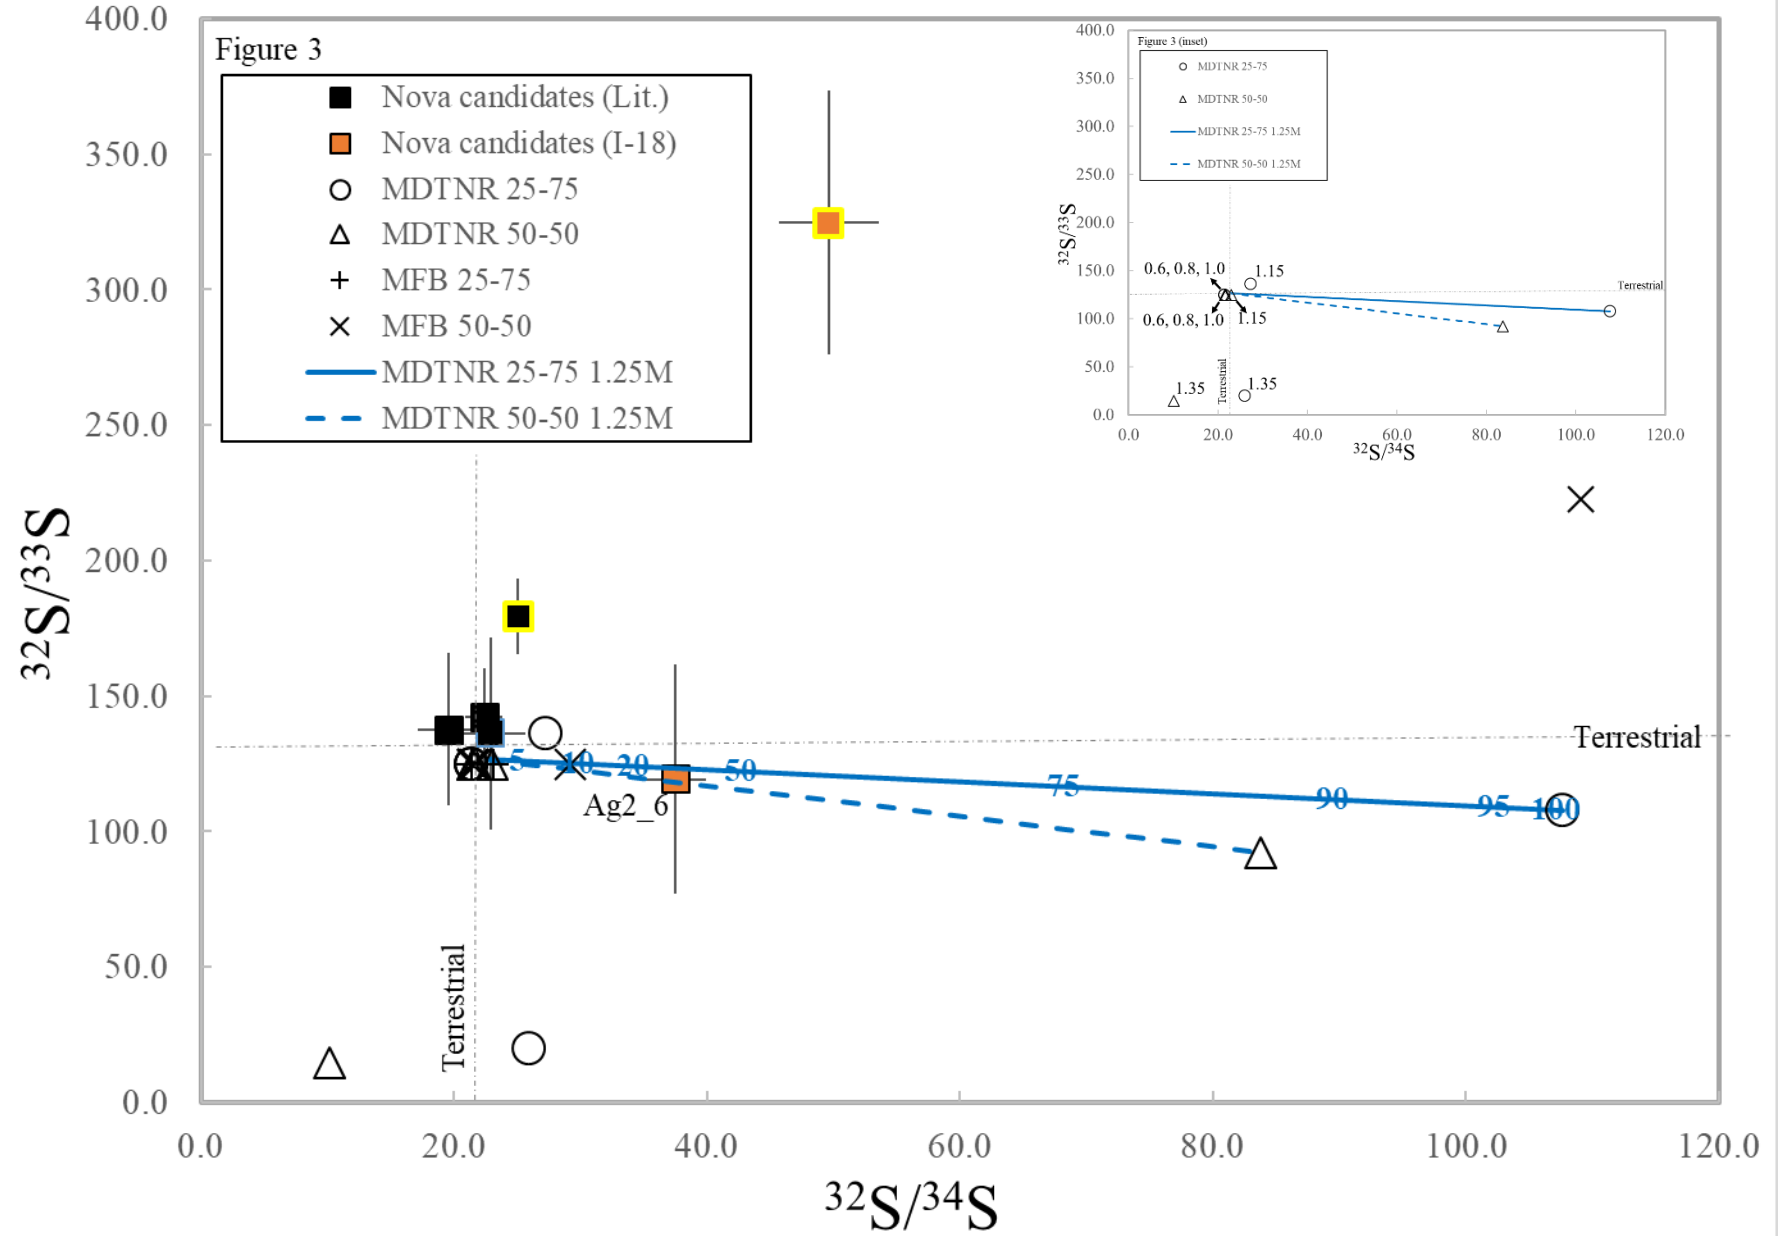 Figure 3
Nova candidates (Lit.)
Nova candidates (I-18)
MDTNR 25-75
MDTNR 50-50
MFB 25-75
MFB 50-50
MDTNR 25-75 1.25M
MDTNR 50-50 1.25M
400.0
350.0
300.0
250.0
200.0
150.0
100.0
50.0
0.0
³²S/³³S
0.0 20.0 40.0 60.0 80.0 100.0 120.0
³²S/³⁴S
Terrestrial
Terrestrial
5 10 20 50 75 90 95 100
Ag2_6
Figure 3 (inset)
MDTNR 25-75
MDTNR 50-50
MDTNR 25-75 1.25M
MDTNR 50-50 1.25M
400.0
350.0
300.0
250.0
200.0
150.0
100.0
50.0
0.0
³²S/³³S
0.6, 0.8, 1.0 1.15
Terrestrial
0.6, 0.8, 1.0 1.15
Terrestrial
1.35 1.35
0.0 20.0 40.0 60.0 80.0 100.0 120.0
³²S/³⁴S